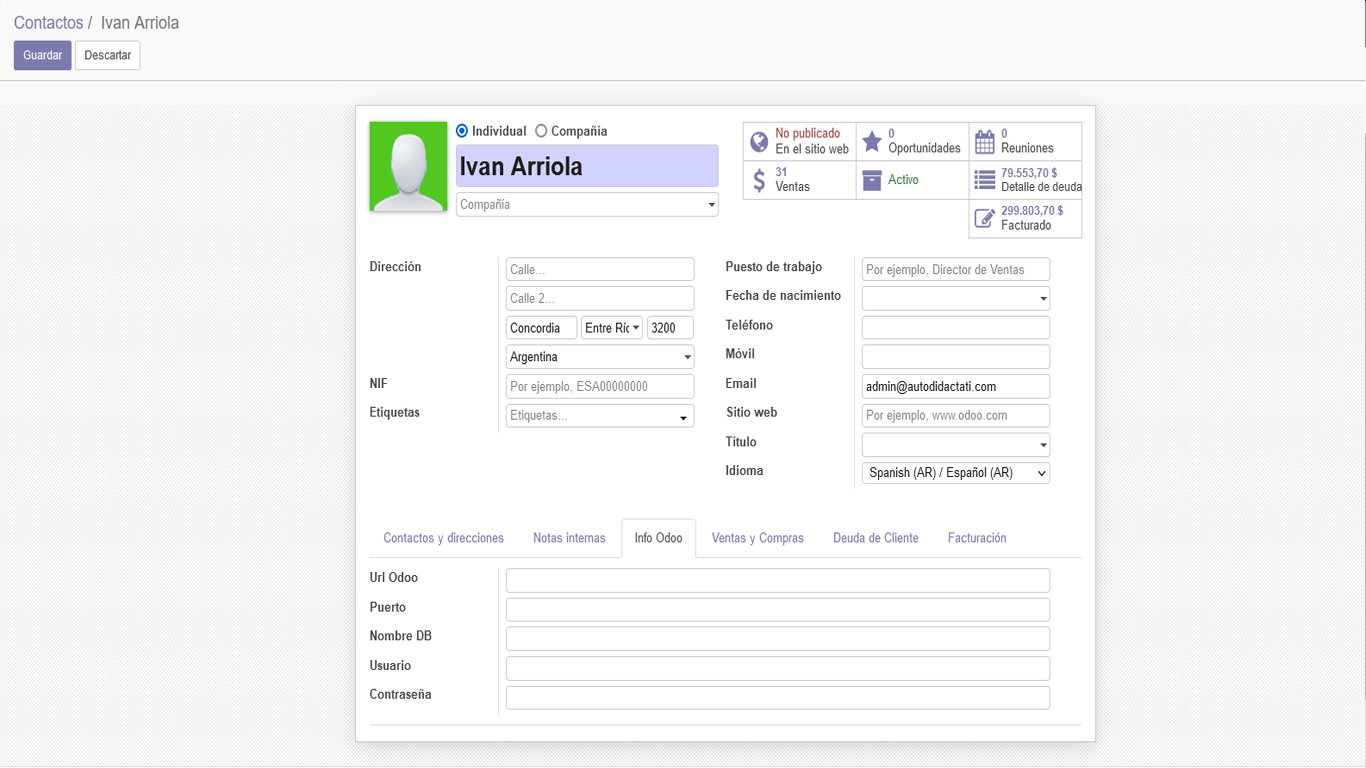 Contactos / Ivan Arriola
Guardar Descartar
Individual Compañía
Ivan Arriola
Compañía
No publicado
En el sitio web
0
Oportunidades
0
Reuniones
31
Ventas
Activo
79.553,70 $
Detalle de deuda
299.803,70 $
Facturado
Dirección
Calle...
Calle 2...
Concordia Entre Río 3200
Argentina
NIF Por ejemplo, ESA00000000
Etiquetas Etiquetas...
Puesto de trabajo Por ejemplo, Director de Ventas
Fecha de nacimiento
Teléfono
Móvil
Email admin@autodidactati.com
Sitio web Por ejemplo, www.odoo.com
Título
Idioma Spanish (AR) / Español (AR)
Contactos y direcciones Notas internas Info Odoo Ventas y Compras Deuda de Cliente Facturación
Url Odoo
Puerto
Nombre DB
Usuario
Contraseña